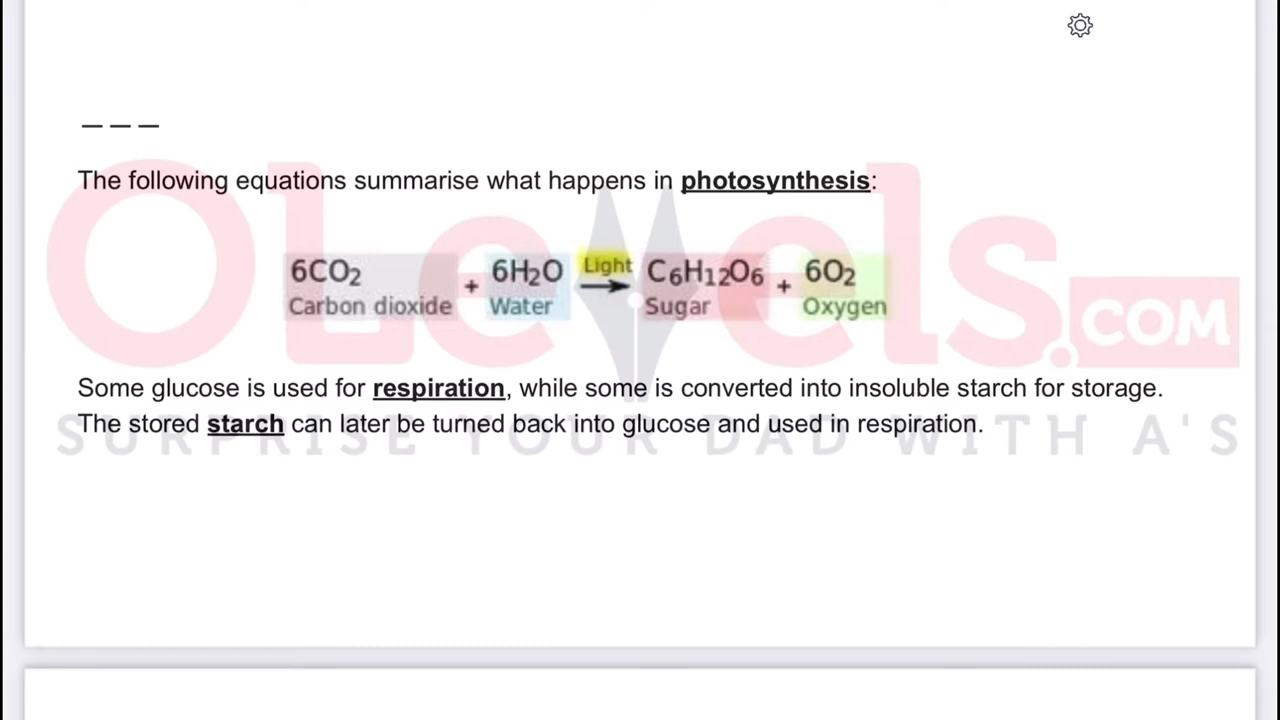 — — —
The following equations summarise what happens in photosynthesis:
6CO₂ + 6H₂O Light → C₆H₁₂O₆ + 6O₂
Carbon dioxide Water Sugar Oxygen
OLevels.COM
Some glucose is used for respiration, while some is converted into insoluble starch for storage.
The stored starch can later be turned back into glucose and used in respiration.
SURPRISE YOUR DAD WITH A'S